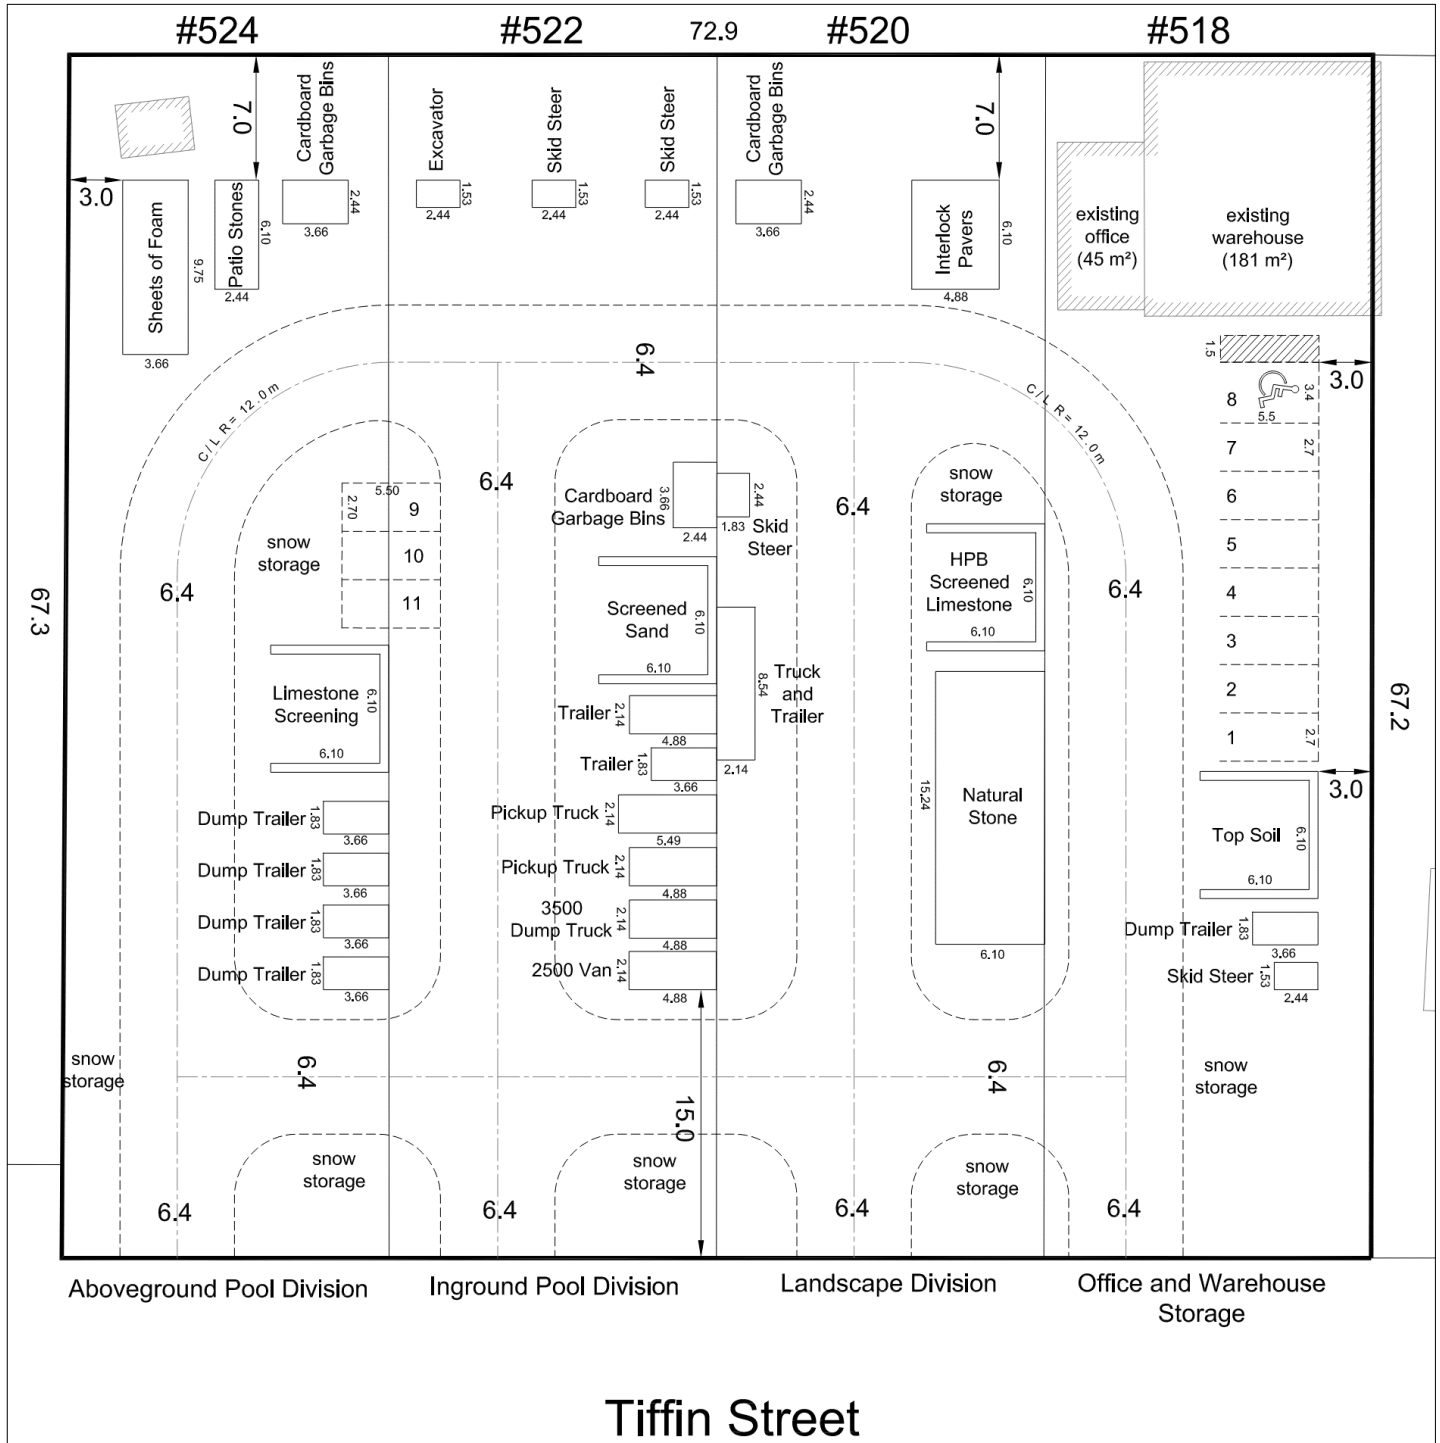 #524
#522
72.9
#520
#518
7.0
Cardboard
Garbage Bins
Excavator
Skid Steer
Skid Steer
Cardboard
Garbage Bins
7.0
3.0
Sheets of Foam
9.75
3.66
Patio Stones
6.10
2.44
2.44
3.66
1.53
2.44
1.53
2.44
1.53
2.44
2.44
3.66
Interlock
Pavers
6.10
4.88
existing
office
(45 m²)
existing
warehouse
(181 m²)
6.4
C/L R = 12.0m
C/L R = 12.0m
1.5
3.0
8
3.4
5.5
7
2.7
6
5
4
3
2
1
2.7
3.0
5.50
2.70
9
10
11
snow
storage
6.4
6.4
Cardboard
Garbage Bins
3.66
2.44
2.44
1.83
Skid
Steer
6.4
snow
storage
HPB
Screened
Limestone
6.10
6.10
6.4
67.3
67.2
Screened
Sand
6.10
6.10
8.54
Truck
and
Trailer
2.14
Limestone
Screening
6.10
6.10
Trailer
2.14
4.88
Trailer
1.83
3.66
Pickup Truck
2.14
5.49
Pickup Truck
2.14
4.88
3500
Dump Truck
2.14
4.88
2500 Van
2.14
4.88
Dump Trailer
1.83
3.66
Dump Trailer
1.83
3.66
Dump Trailer
1.83
3.66
Dump Trailer
1.83
3.66
15.24
Natural
Stone
6.10
Top Soil
6.10
6.10
Dump Trailer
1.83
3.66
Skid Steer
1.53
2.44
snow
storage
6.4
15.0
6.4
snow
storage
snow
storage
snow
storage
snow
storage
6.4
6.4
6.4
6.4
Aboveground Pool Division
Inground Pool Division
Landscape Division
Office and Warehouse
Storage
Tiffin Street